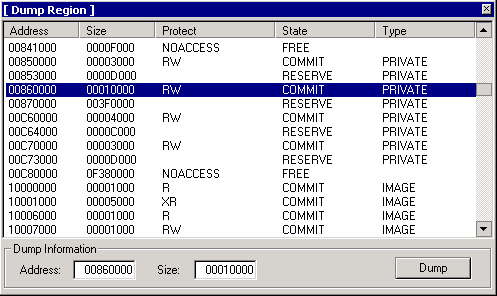 [ Dump Region ]
Address Size Protect State Type
00841000 0000F000 NOACCESS FREE
00850000 00003000 RW COMMIT PRIVATE
00853000 0000D000 RESERVE PRIVATE
00860000 00010000 RW COMMIT PRIVATE
00870000 003F0000 RESERVE PRIVATE
00C60000 00004000 RW COMMIT PRIVATE
00C64000 0000C000 RESERVE PRIVATE
00C70000 00003000 RW COMMIT PRIVATE
00C73000 0000D000 RESERVE PRIVATE
00C80000 0F380000 NOACCESS FREE
10000000 00001000 R COMMIT IMAGE
10001000 00005000 XR COMMIT IMAGE
10006000 00001000 R COMMIT IMAGE
10007000 00001000 RW COMMIT IMAGE
Dump Information
Address: 00860000 Size: 00010000 Dump